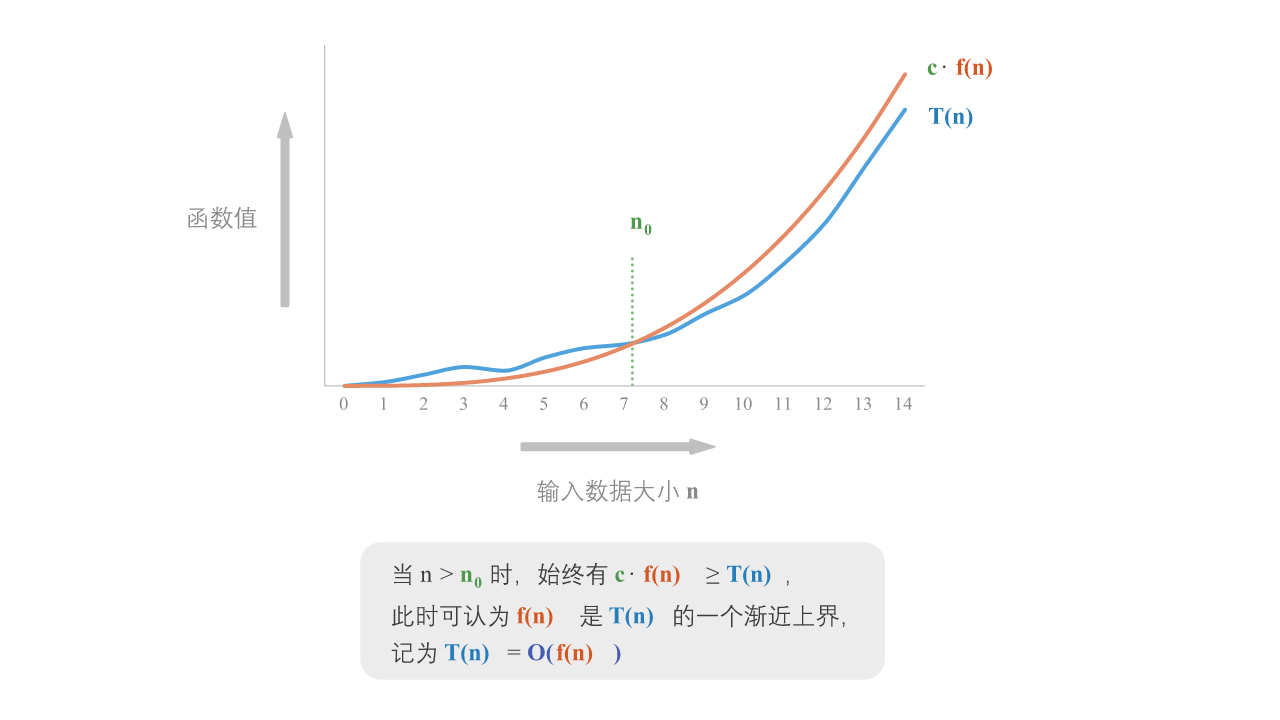 c · f(n)
T(n)
函数值
n₀
0 1 2 3 4 5 6 7 8 9 10 11 12 13 14
输入数据大小 n
当 n > n₀ 时，始终有 c · f(n) ≥ T(n) ，
此时可认为 f(n) 是 T(n) 的一个渐近上界，
记为 T(n) = O( f(n) )